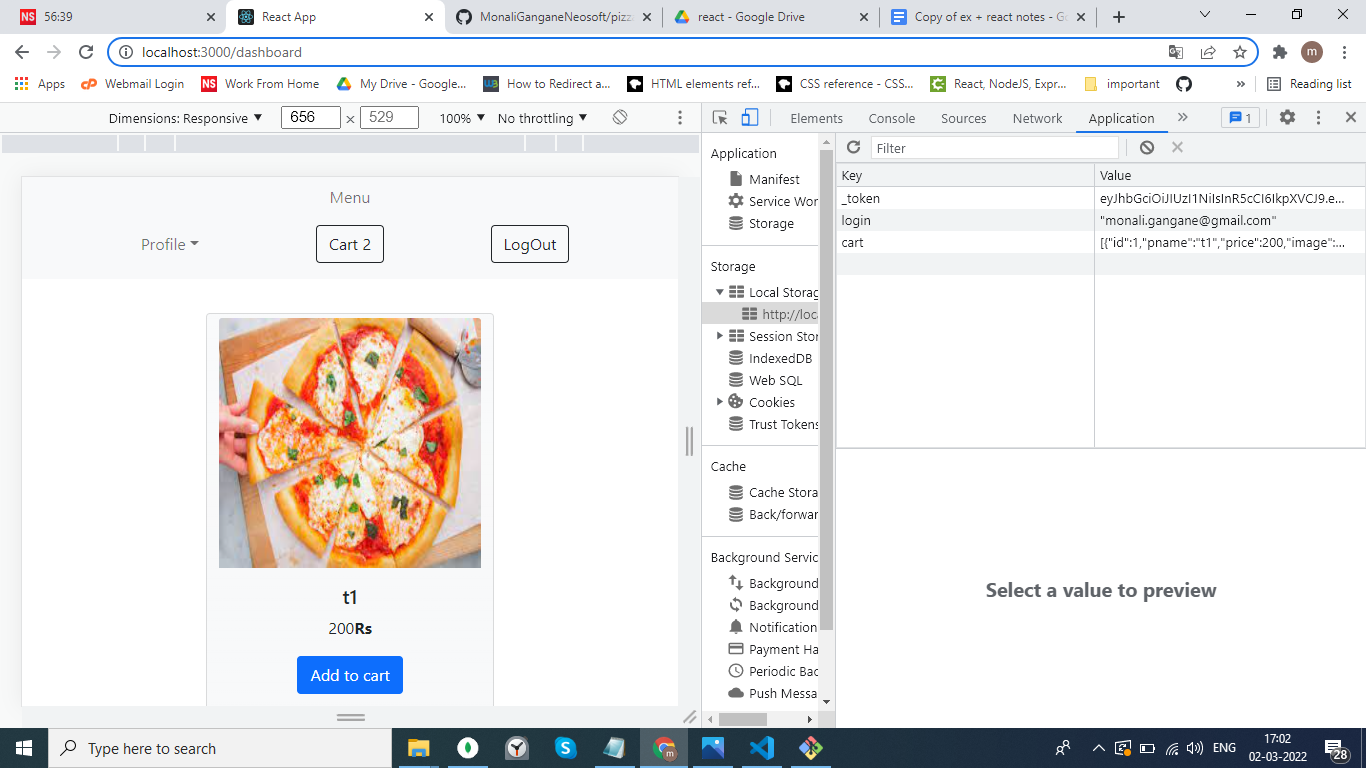 56:39
React App
MonaliGanganeNeosoft/pizz
react - Google Drive
Copy of ex + react notes - Go
localhost:3000/dashboard
m
Apps
Webmail Login
NS
Work From Home
My Drive - Google...
How to Redirect a...
HTML elements ref...
CSS reference - CSS...
React, NodeJS, Expr...
important
»
Reading list
Dimensions: Responsive
656
×
529
100%
No throttling
Elements
Console
Sources
Network
Application
»
1
Menu
Profile
Cart 2
LogOut
t1
200Rs
Add to cart
Application
Manifest
Service Wor
Storage
Storage
Local Storag
http://loca
Session Stor
IndexedDB
Web SQL
Cookies
Trust Tokens
Cache
Cache Stora
Back/forwar
Background Servic
Background
Background
Notification
Payment Ha
Periodic Bac
Push Messa
Filter
Key
Value
_token
eyJhbGciOiJIUzI1NiIsInR5cCI6IkpXVCJ9.e...
login
"monali.gangane@gmail.com"
cart
[{"id":1,"pname":"t1","price":200,"image":...
Select a value to preview
Type here to search
ENG
17:02
02-03-2022
28